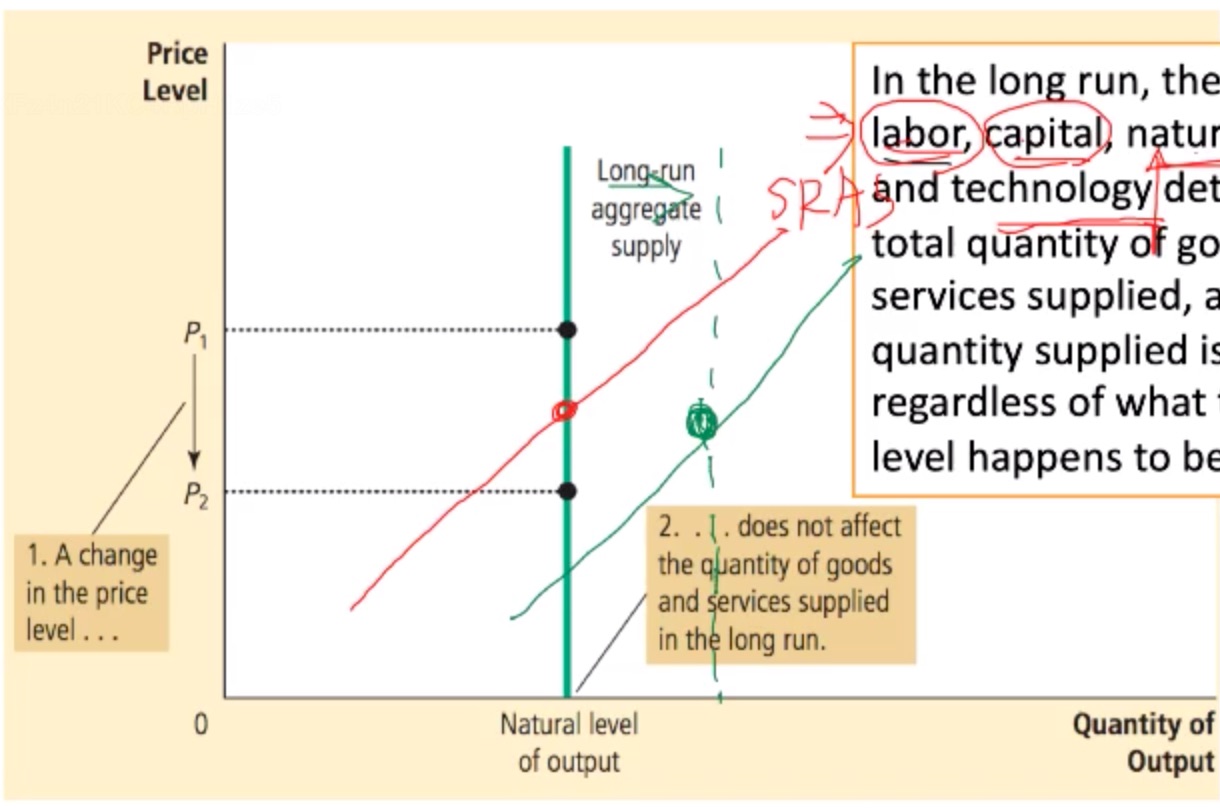 Price
Level
In the long run, the
labor, capital, natur
and technology det
total quantity of go
services supplied, a
quantity supplied is
regardless of what t
level happens to be
Long-run
aggregate
supply
SRAS
P1
P2
1. A change
in the price
level . . .
2. . . . does not affect
the quantity of goods
and services supplied
in the long run.
0
Natural level
of output
Quantity of
Output